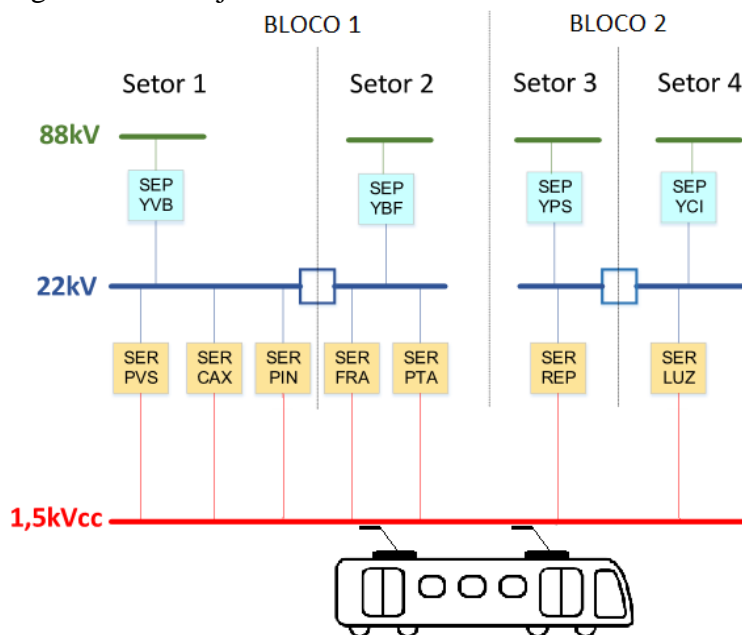 BLOCO 1
BLOCO 2
Setor 1
Setor 2
Setor 3
Setor 4
88kV
SEP
YVB
SEP
YBF
SEP
YPS
SEP
YCI
22kV
SER
PVS
SER
CAX
SER
PIN
SER
FRA
SER
PTA
SER
REP
SER
LUZ
1,5kVcc